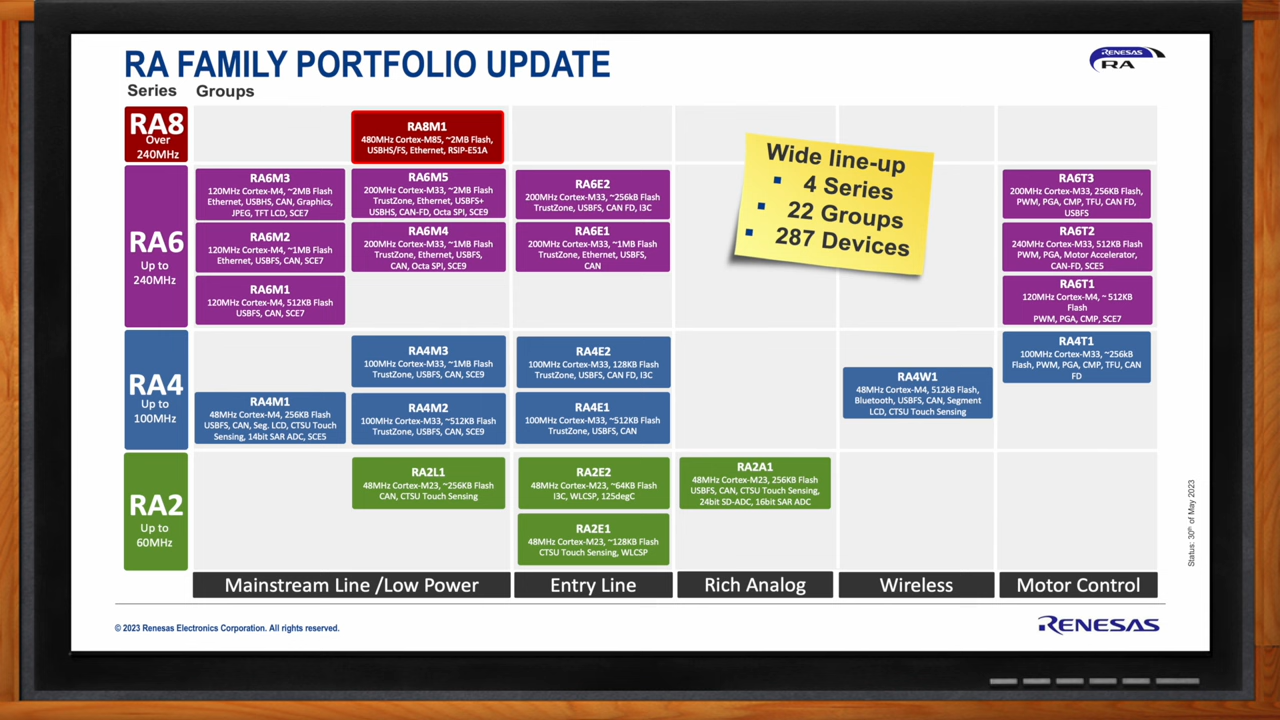 RA FAMILY PORTFOLIO UPDATE
RENESAS
RA
Series Groups
RA8
Over
240MHz
RA8M1
480MHz Cortex-M85, ~2MB Flash,
USBHS/FS, Ethernet, RSIP-E51A
Wide line-up
▪ 4 Series
▪ 22 Groups
▪ 287 Devices
RA6
Up to
240MHz
RA6M3
120MHz Cortex-M4, ~2MB Flash
Ethernet, USBHS, CAN, Graphics,
JPEG, TFT LCD, SCE7
RA6M5
200MHz Cortex-M33, ~2MB Flash
TrustZone, Ethernet, USBFS+
USBHS, CAN-FD, Octa SPI, SCE9
RA6E2
200MHz Cortex-M33, ~256kB Flash
TrustZone, USBFS, CAN FD, I3C
RA6T3
200MHz Cortex-M33, 256KB Flash,
PWM, PGA, CMP, TFU, CAN FD,
USBFS
RA6M2
120MHz Cortex-M4, ~1MB Flash
Ethernet, USBFS, CAN, SCE7
RA6M4
200MHz Cortex-M33, ~1MB Flash
TrustZone, Ethernet, USBFS,
CAN, Octa SPI, SCE9
RA6E1
200MHz Cortex-M33, ~1MB Flash
TrustZone, Ethernet, USBFS,
CAN
RA6T2
240MHz Cortex-M33, 512KB Flash
PWM, PGA, Motor Accelerator,
CAN-FD, SCE5
RA6M1
120MHz Cortex-M4, 512KB Flash
USBFS, CAN, SCE7
RA6T1
120MHz Cortex-M4, ~ 512KB
Flash
PWM, PGA, CMP, SCE7
RA4
Up to
100MHz
RA4M3
100MHz Cortex-M33, ~1MB Flash
TrustZone, USBFS, CAN, SCE9
RA4E2
100MHz Cortex-M33, 128KB Flash
TrustZone, USBFS, CAN FD, I3C
RA4T1
100MHz Cortex-M33, ~256kB
Flash, PWM, PGA, CMP, TFU, CAN
FD
RA4W1
48MHz Cortex-M4, 512kB Flash,
Bluetooth, USBFS, CAN, Segment
LCD, CTSU Touch Sensing
RA4M1
48MHz Cortex-M4, 256KB Flash
USBFS, CAN, Seg. LCD, CTSU Touch
Sensing, 14bit SAR ADC, SCE5
RA4M2
100MHz Cortex-M33, ~512KB Flash
TrustZone, USBFS, CAN, SCE9
RA4E1
100MHz Cortex-M33, ~512KB Flash
TrustZone, USBFS, CAN
RA2
Up to
60MHz
RA2L1
48MHz Cortex-M23, ~256KB Flash
CAN, CTSU Touch Sensing
RA2E2
48MHz Cortex-M23, ~64KB Flash
I3C, WLCSP, 125degC
RA2A1
48MHz Cortex-M23, 256KB Flash
USBFS, CAN, CTSU Touch Sensing,
24bit SD-ADC, 16bit SAR ADC
RA2E1
48MHz Cortex-M23, ~128KB Flash
CTSU Touch Sensing, WLCSP
Status: 30th of May 2023
Mainstream Line /Low Power
Entry Line
Rich Analog
Wireless
Motor Control
© 2023 Renesas Electronics Corporation. All rights reserved.
RENESAS